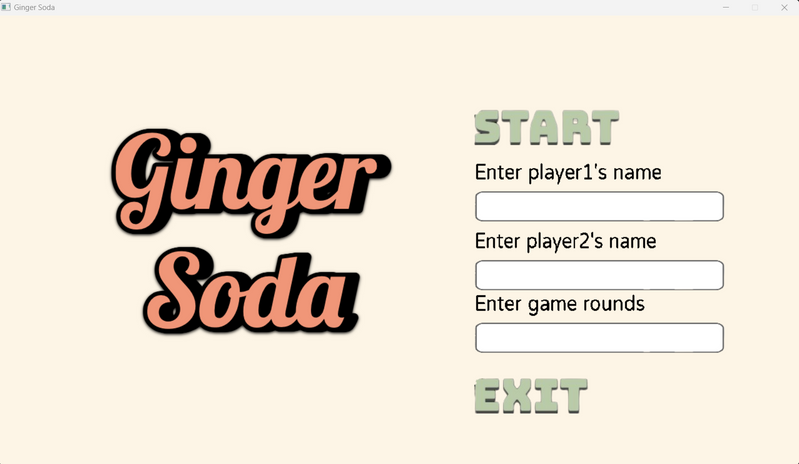 Ginger Soda
Ginger
Soda
START
Enter player1's name
Enter player2's name
Enter game rounds
EXIT